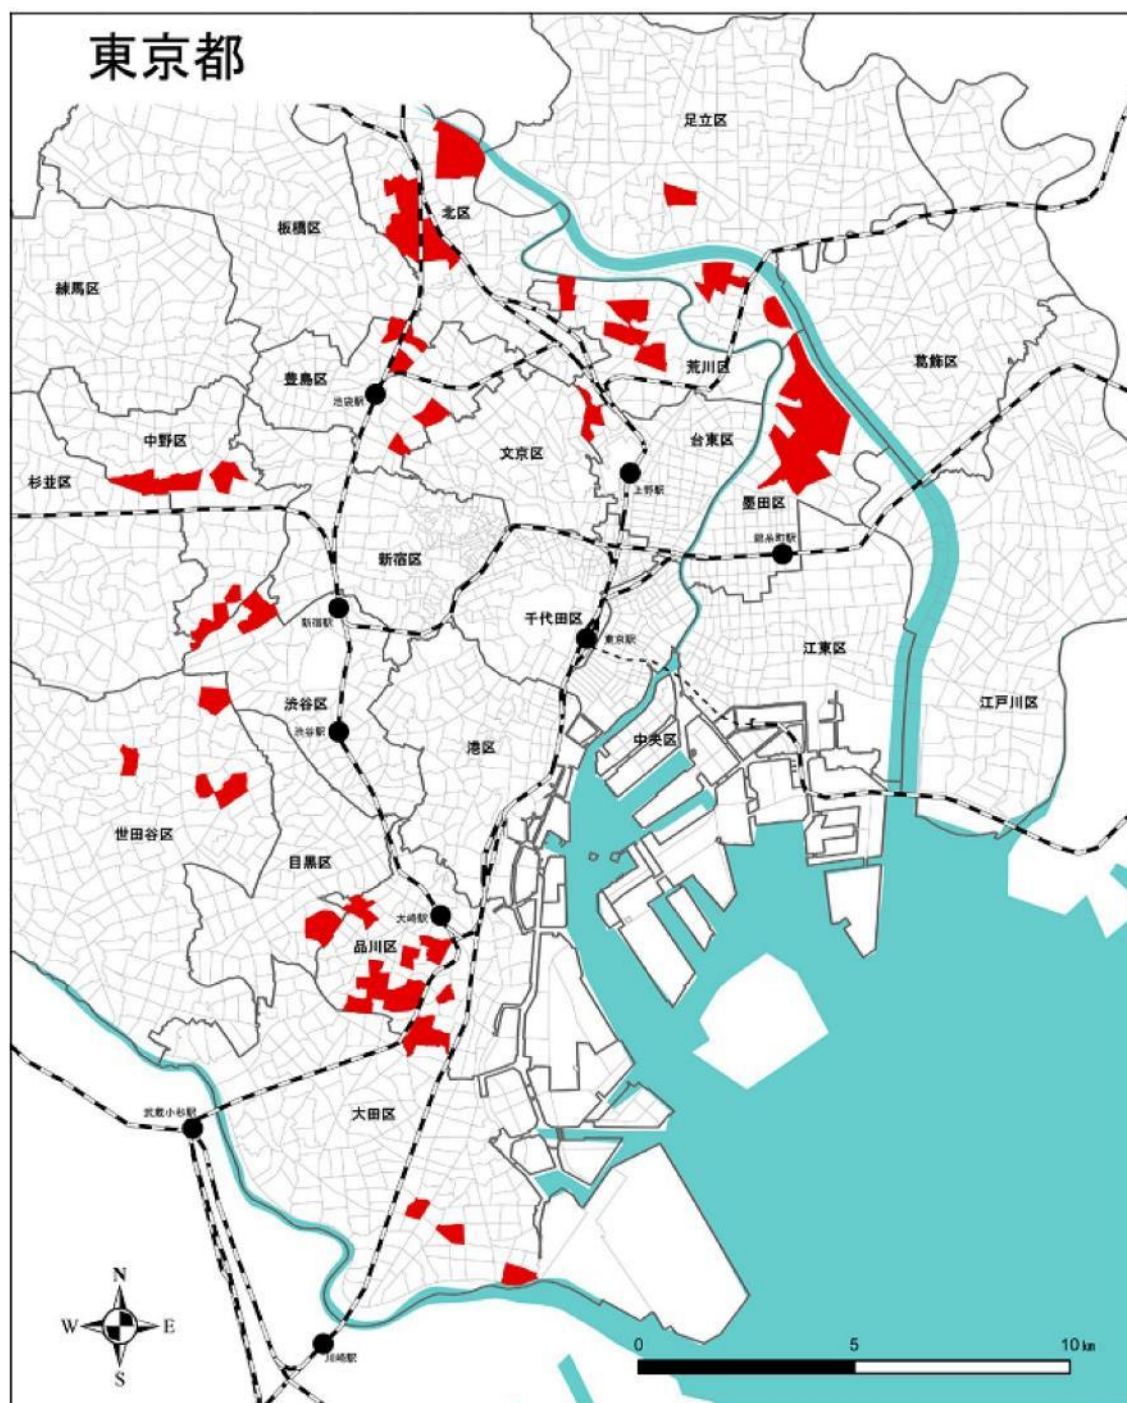 東京都
足立区
北区
板橋区
練馬区
葛飾区
荒川区
豊島区
池袋駅
中野区
台東区
文京区
杉並区
上野駅
墨田区
錦糸町駅
新宿区
新宿駅
千代田区
東京駅
江東区
江戸川区
渋谷区
渋谷駅
港区
中央区
世田谷区
目黒区
大崎駅
品川区
武蔵小杉駅
大田区
N
W
E
S
川崎駅
0
5
10km